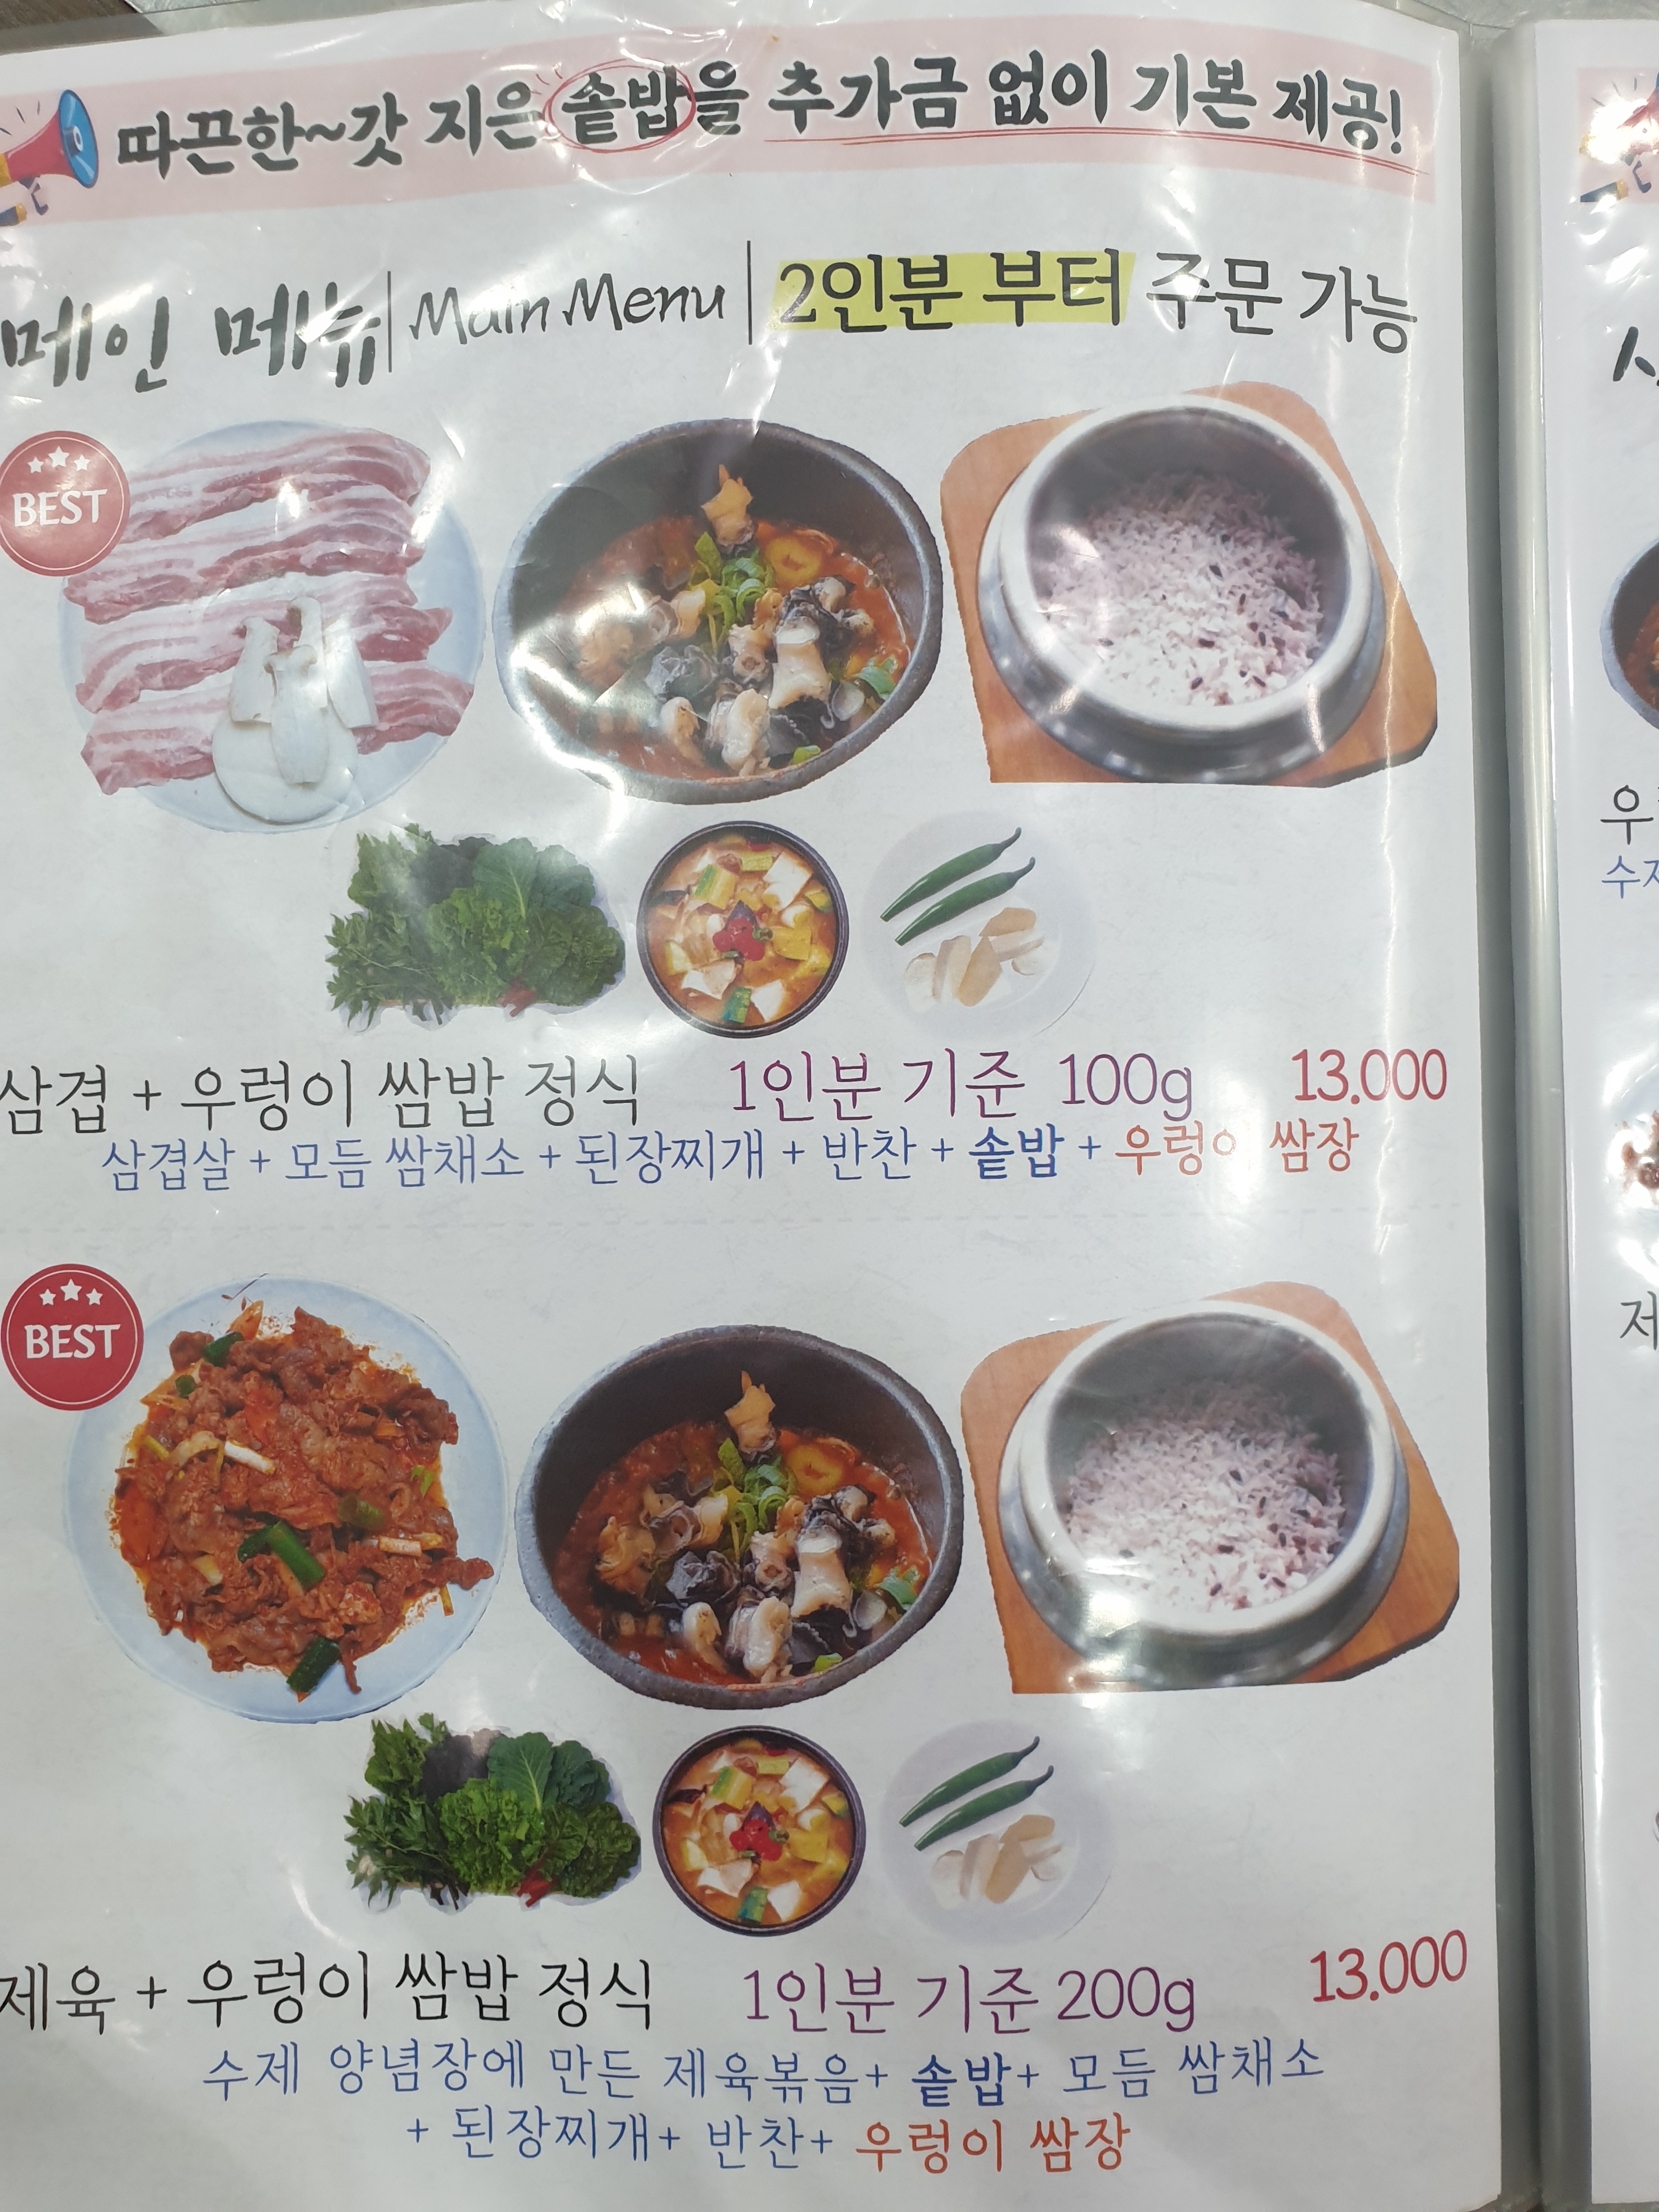 따끈한~갓 지은 솥밥을 추가금 없이 기본 제공!
메인 메뉴 | Main Menu | 2인분 부터 주문 가능
BEST
삼겹 + 우렁이 쌈밥 정식 1인분 기준 100g 13.000
삼겹살 + 모듬 쌈채소 + 된장찌개 + 반찬 + 솥밥 + 우렁이 쌈장
BEST
제육 + 우렁이 쌈밥 정식 1인분 기준 200g 13.000
수제 양념장에 만든 제육볶음+ 솥밥+ 모듬 쌈채소
+ 된장찌개+ 반찬+ 우렁이 쌈장